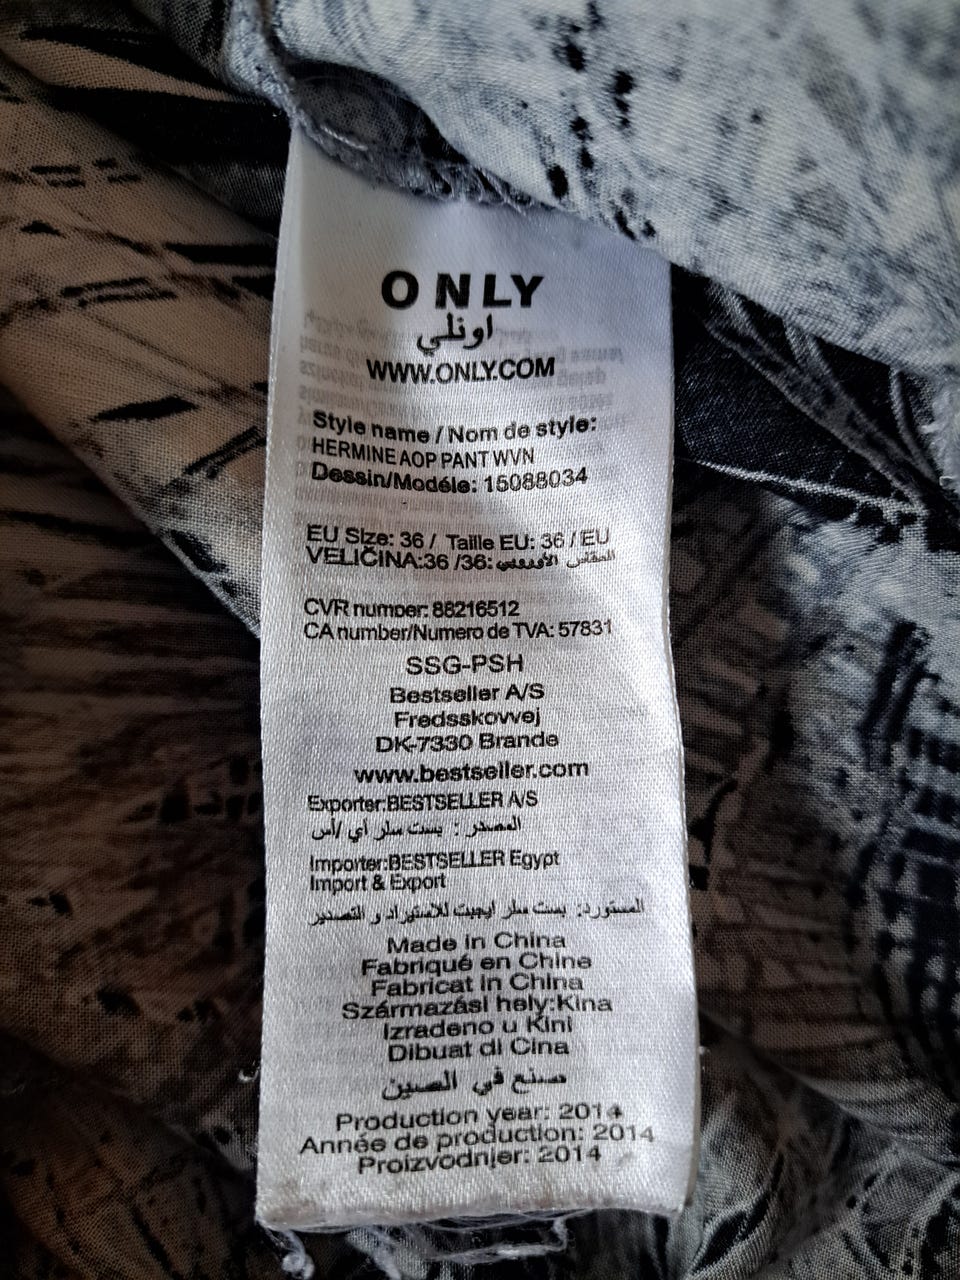 ONLY
اونلي
WWW.ONLY.COM
Style name / Nom de style:
HERMINE AOP PANT WVN
Dessin/Modéle: 15088034
EU Size: 36 / Taille EU: 36 / EU
VELIČINA:36 /36: المقاس الأوروبي
CVR number: 88216512
CA number/Numero de TVA: 57831
SSG-PSH
Bestseller A/S
Fredsskovvej
DK-7330 Brande
www.bestseller.com
Exporter:BESTSELLER A/S
المصدر : بست سلر أي /أس
Importer:BESTSELLER Egypt
Import & Export
المستورد: بست سلر ايجبت للاستيراد و التصدير
Made in China
Fabriqué en Chine
Fabricat in China
Származási hely:Kína
Izradeno u Kini
Dibuat di Cina
صنع في الصين
Production year: 2014
Année de production: 2014
Proizvodnjer: 2014